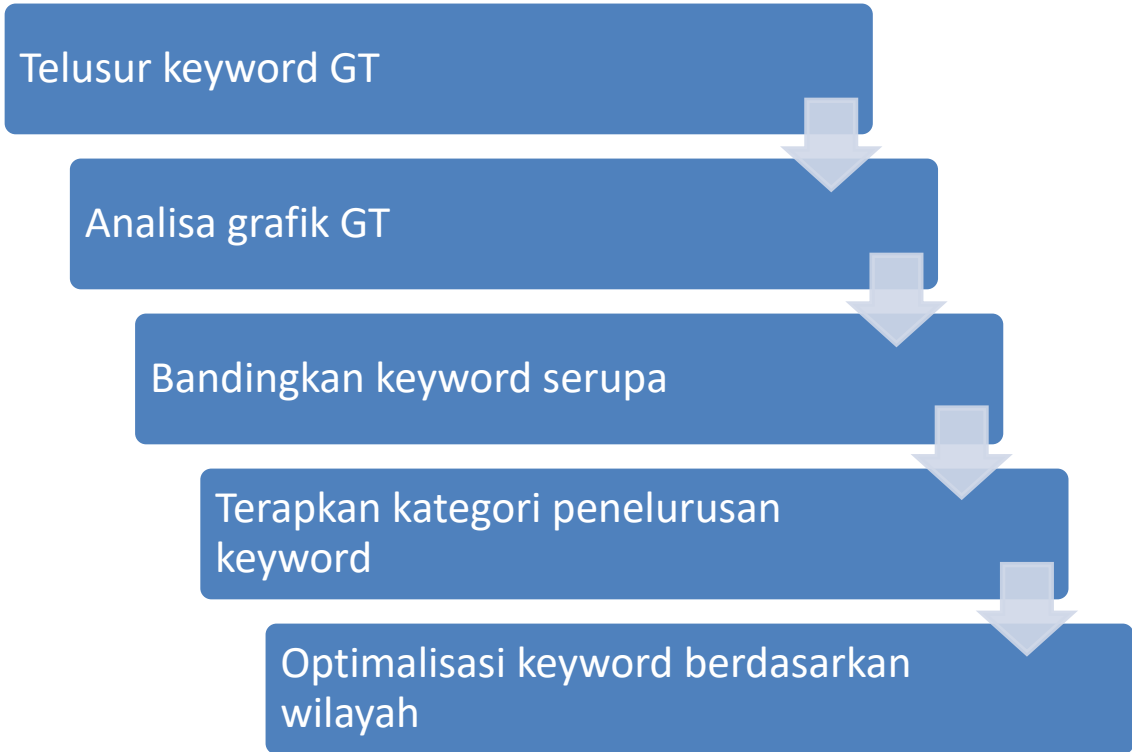 Telusur keyword GT
Analisa grafik GT
Bandingkan keyword serupa
Terapkan kategori penelurusan
keyword
Optimalisasi keyword berdasarkan
wilayah